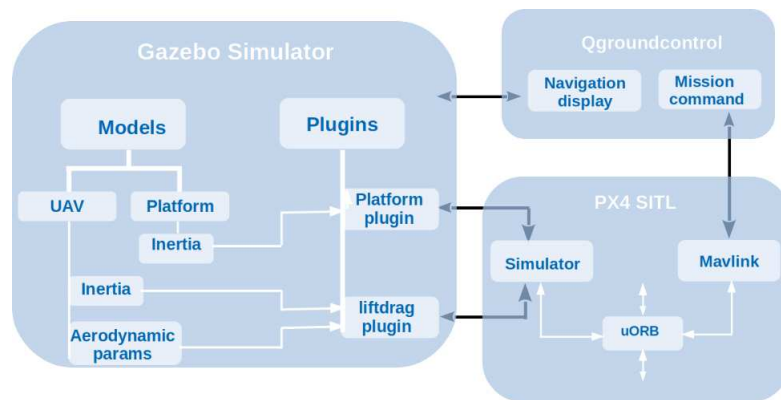 Gazebo Simulator
Models
Plugins
UAV
Platform
Inertia
Inertia
Aerodynamic
params
Platform
plugin
liftdrag
plugin
Qgroundcontrol
Navigation
display
Mission
command
PX4 SITL
Simulator
Mavlink
uORB